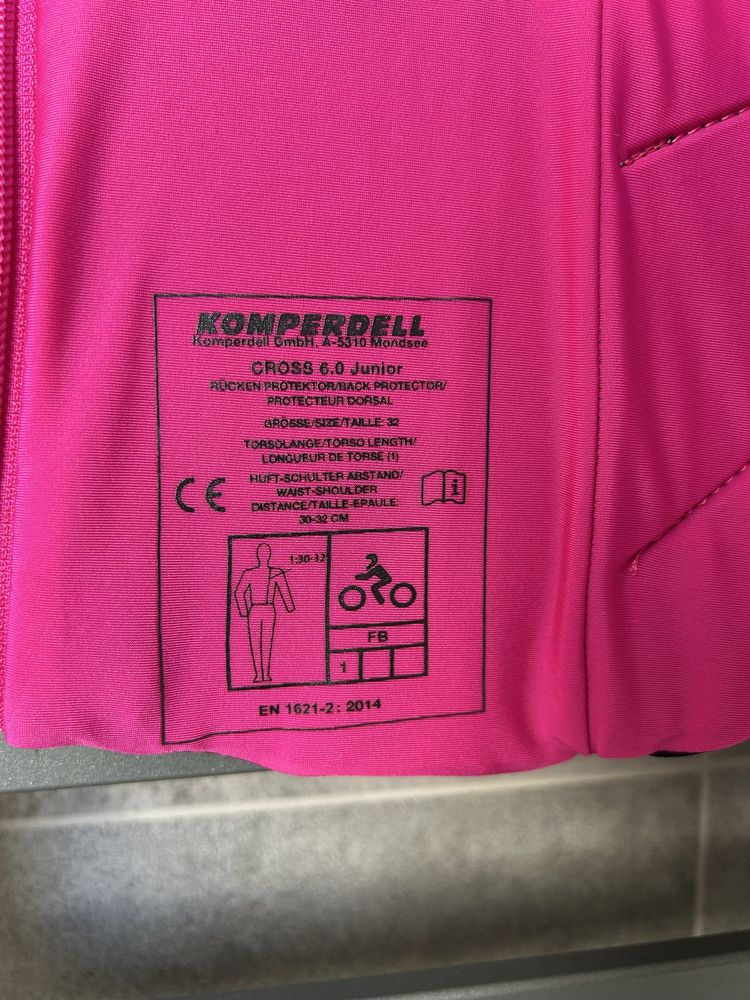 KOMPERDELL
Komperdell GmbH, A-5310 Mondsee
CROSS 6.0 Junior
RÜCKEN PROTEKTOR/BACK PROTECTOR/
PROTECTEUR DORSAL
GRÖSSE/SIZE/TAILLE: 32
TORSOLANGE/TORSO LENGTH/
LONGUEUR DE TORSE (1)
HUFT-SCHULTER ABSTAND/
WAIST-SHOULDER
DISTANCE/TAILLE-EPAULE:
30-32 CM
CE
i
1:30-32
FB
1
EN 1621-2: 2014